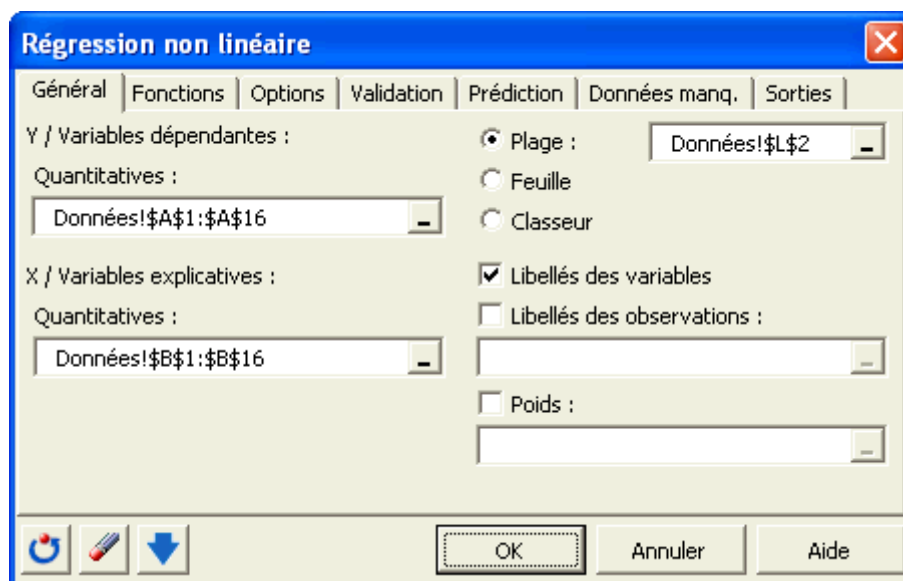 Régression non linéaire
Général Fonctions Options Validation Prédiction Données manq. Sorties
Y / Variables dépendantes :
Quantitatives :
Données!$A$1:$A$16
X / Variables explicatives :
Quantitatives :
Données!$B$1:$B$16
Plage : Données!$L$2
Feuille
Classeur
Libellés des variables
Libellés des observations :
Poids :
OK Annuler Aide